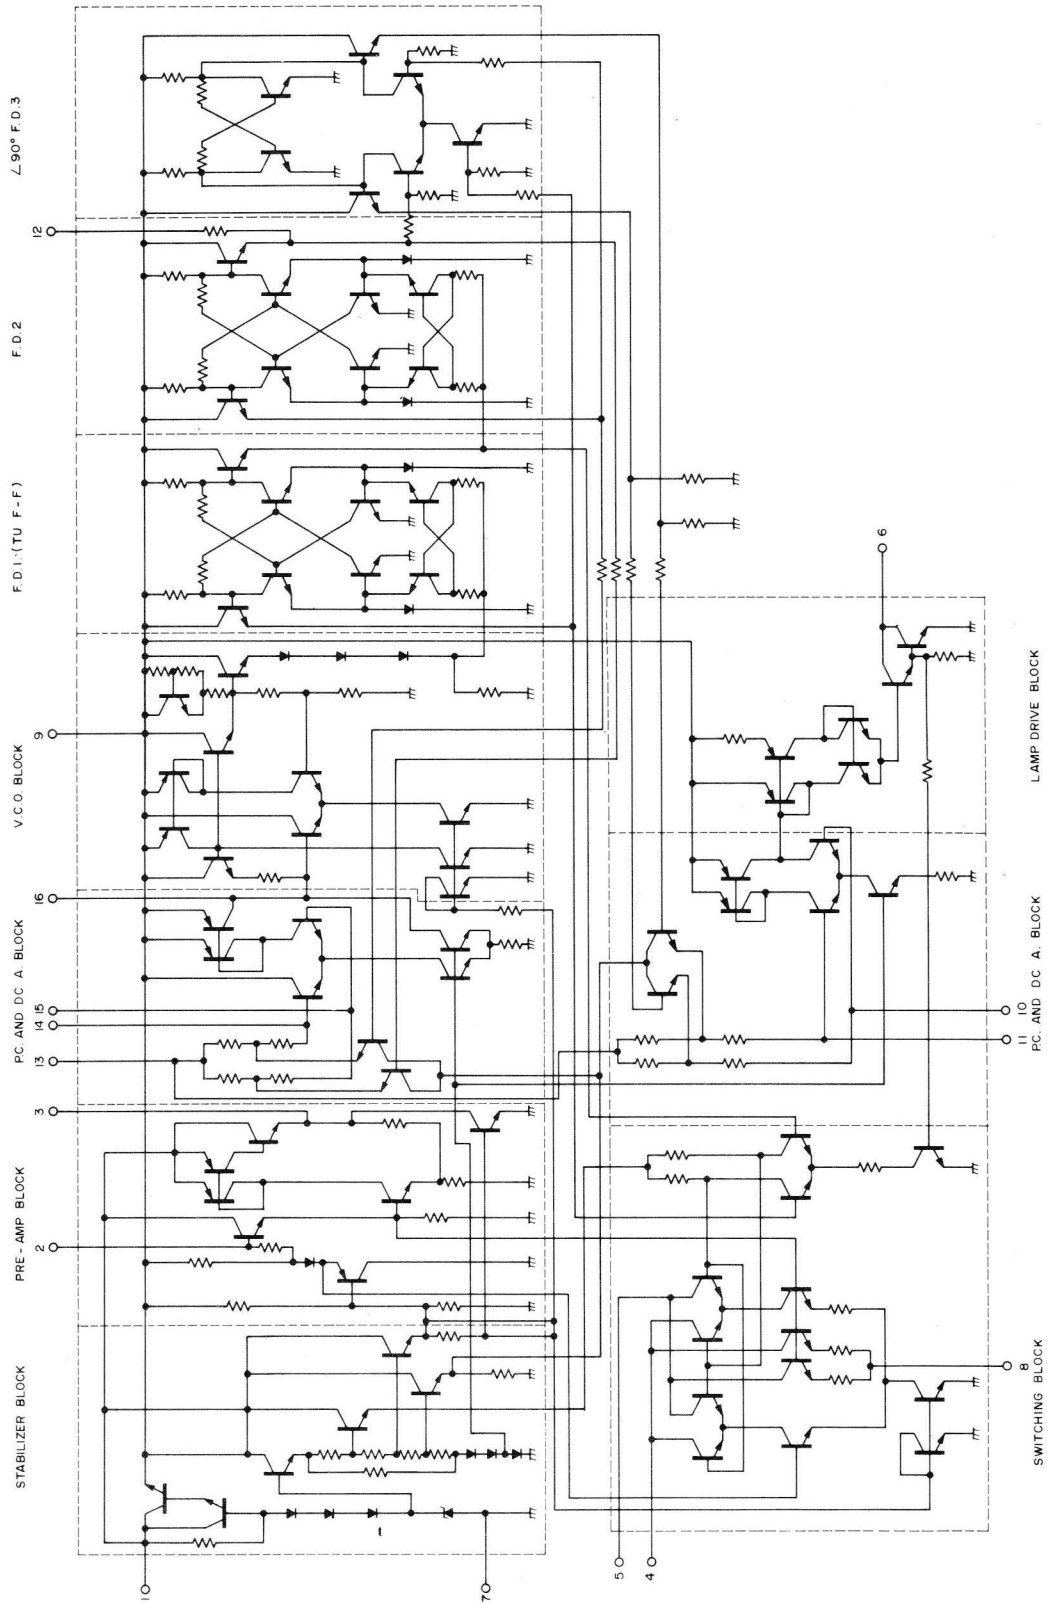 STABILIZER BLOCK
PRE-AMP BLOCK
P.C. AND DC A. BLOCK
V.C.O. BLOCK
F.D.1.(TU F-F)
F.D.2
∠90° F.D.3
1
7
2
3
13
14
15
16
9
12
5
4
8
11
10
6
SWITCHING BLOCK
P.C. AND DC A. BLOCK
LAMP DRIVE BLOCK